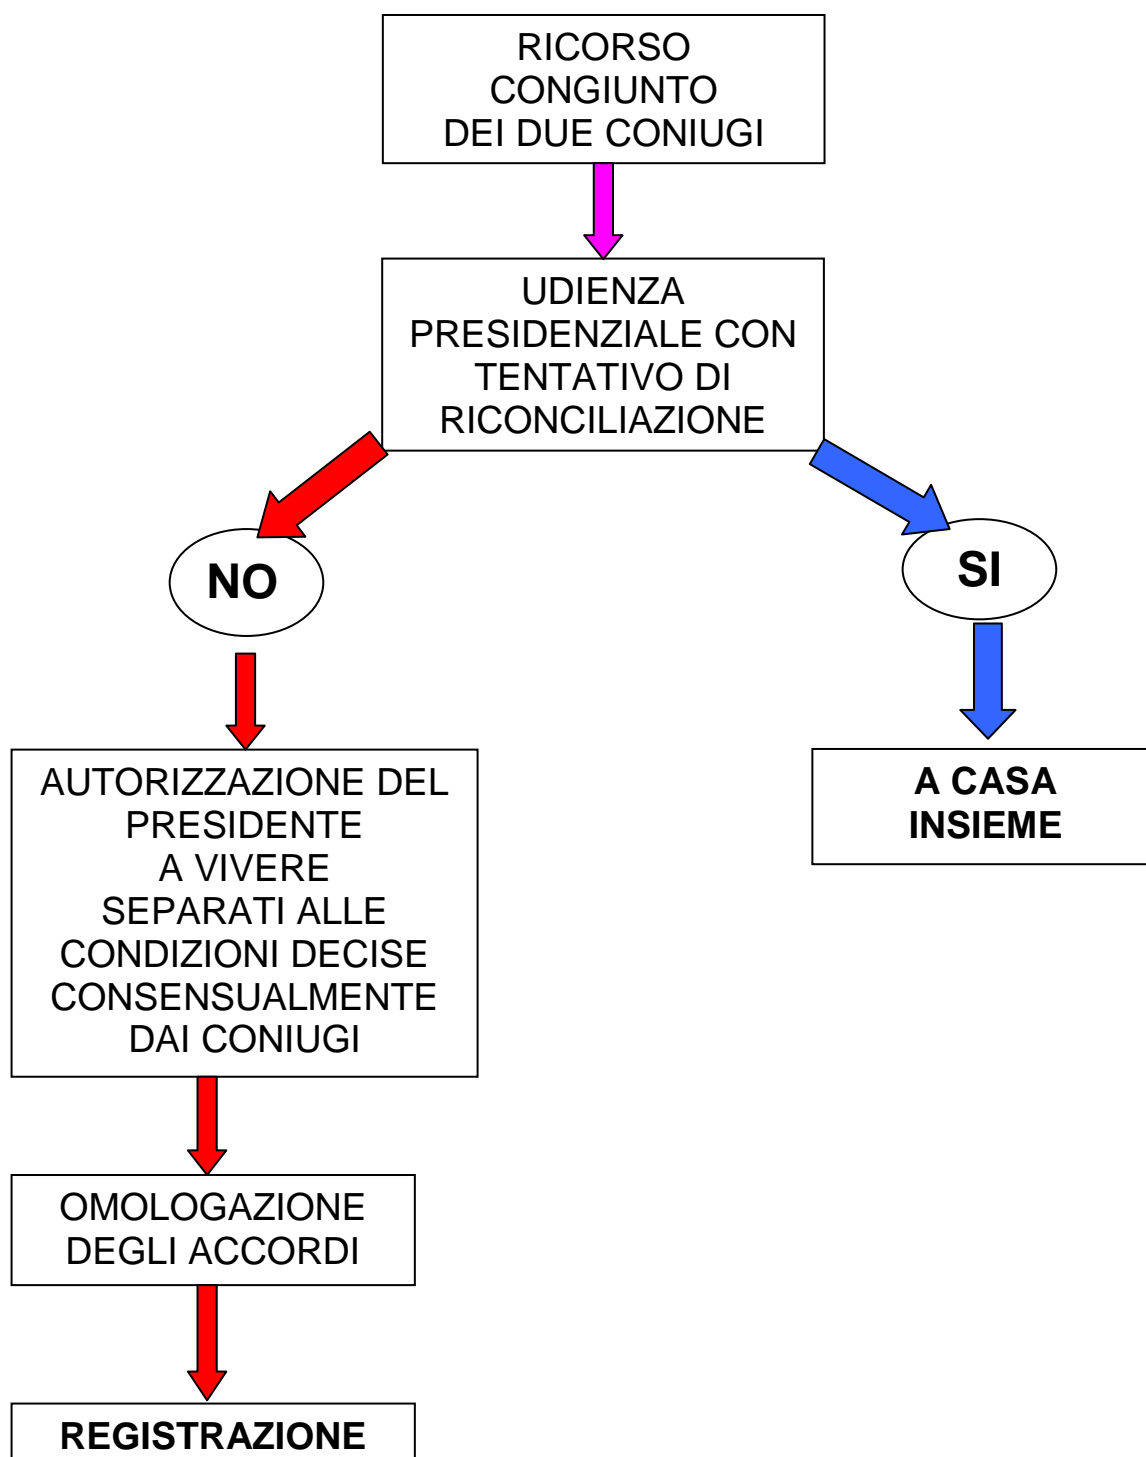 RICORSO
CONGIUNTO
DEI DUE CONIUGI
UDIENZA
PRESIDENZIALE CON
TENTATIVO DI
RICONCILIAZIONE
NO
SI
AUTORIZZAZIONE DEL
PRESIDENTE
A VIVERE
SEPARATI ALLE
CONDIZIONI DECISE
CONSENSUALMENTE
DAI CONIUGI
A CASA
INSIEME
OMOLOGAZIONE
DEGLI ACCORDI
REGISTRAZIONE